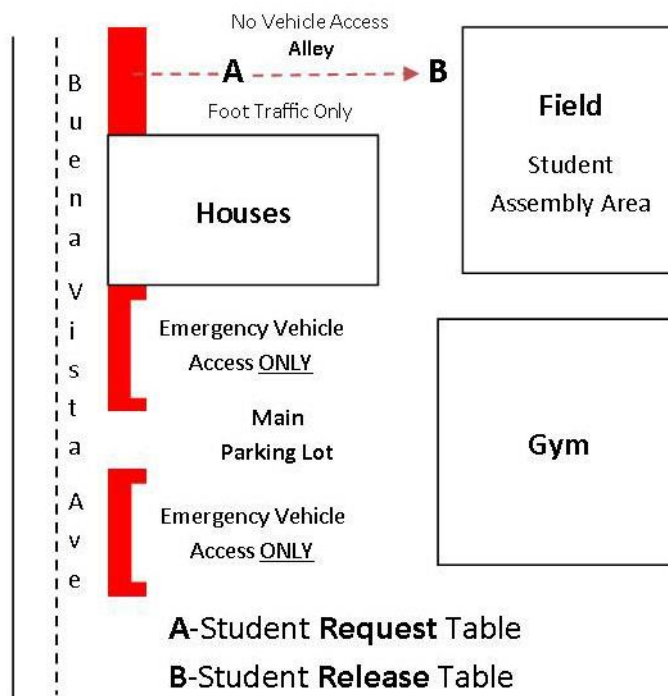 No Vehicle Access
Alley
A
B
Foot Traffic Only
Buena Vista Ave
Field
Student
Assembly Area
Houses
Emergency Vehicle
Access ONLY
Main
Parking Lot
Gym
Emergency Vehicle
Access ONLY
A-Student Request Table
B-Student Release Table